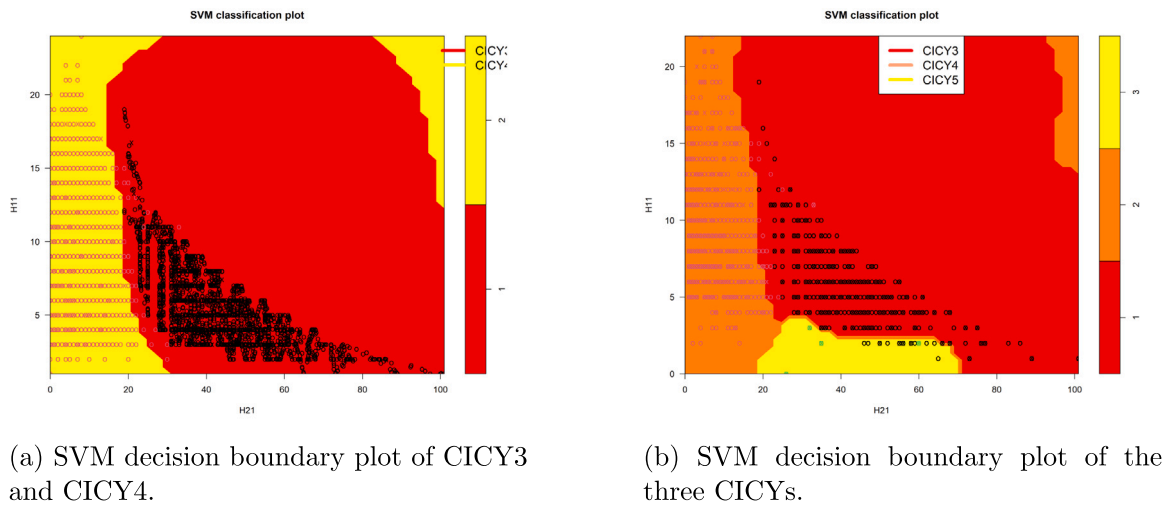 SVM classification plot
CICY3
CICY4
20
15
10
5
H11
0
20
40
60
80
100
H21
2
1
SVM classification plot
CICY3
CICY4
CICY5
20
15
10
5
0
H11
0
20
40
60
80
100
H21
3
2
1
(a) SVM decision boundary plot of CICY3
and CICY4.
(b) SVM decision boundary plot of the
three CICYs.